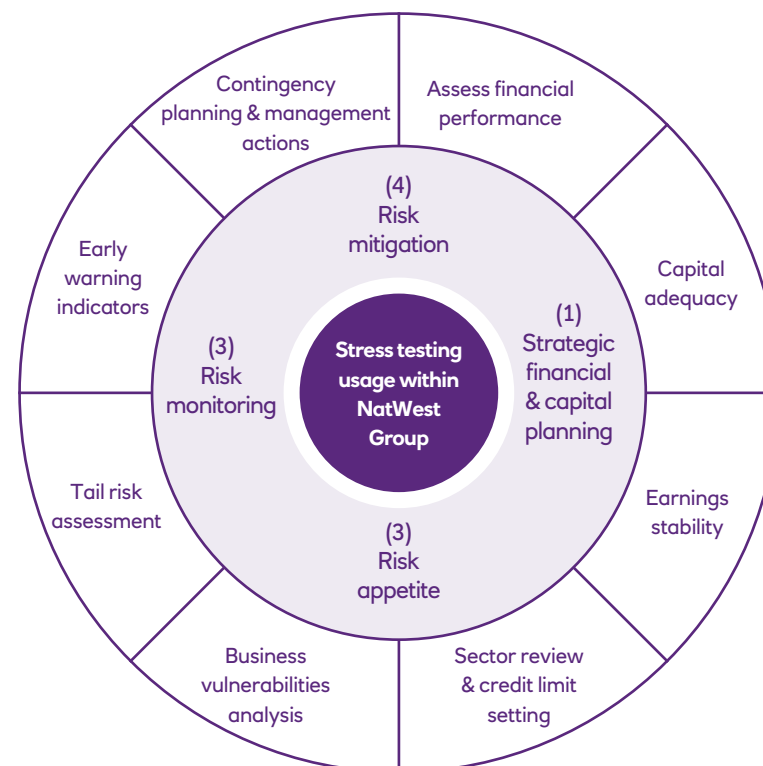 Contingency
planning & management
actions
Assess financial
performance
Early
warning
indicators
(4)
Risk
mitigation
Capital
adequacy
(3)
Risk
monitoring
Stress testing
usage within
NatWest
Group
(1)
Strategic
financial
& capital
planning
Tail risk
assessment
(3)
Risk
appetite
Earnings
stability
Business
vulnerabilities
analysis
Sector review
& credit limit
setting